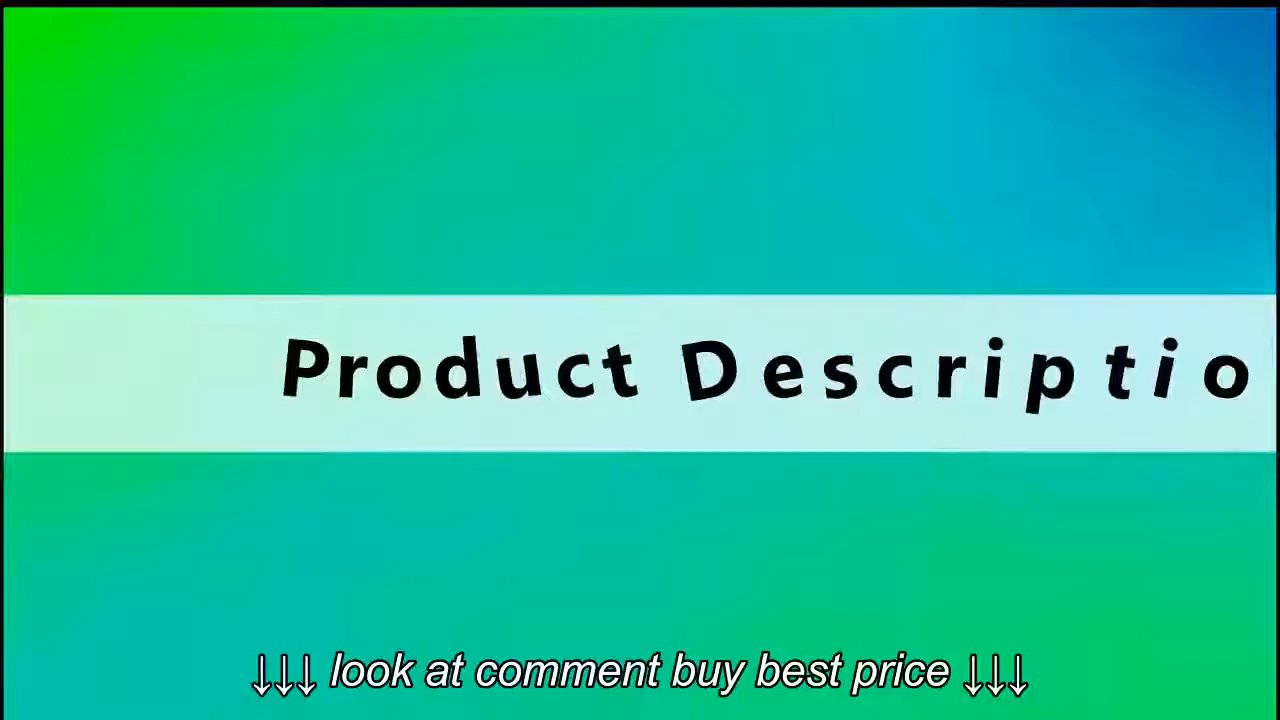 Product Descriptio
↓↓↓ look at comment buy best price ↓↓↓